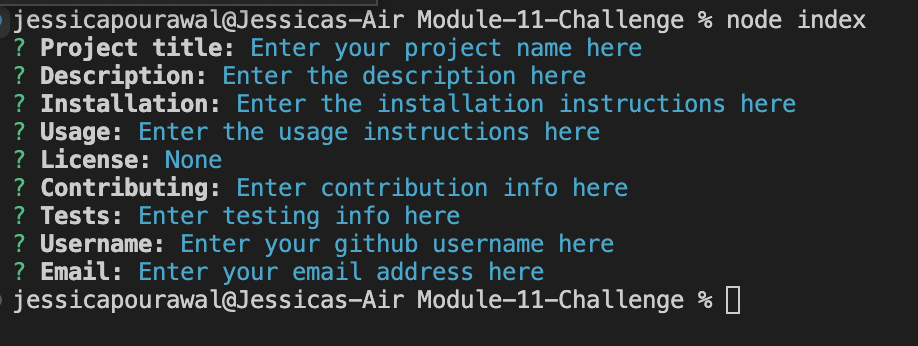 jessicapourawal@Jessicas-Air Module-11-Challenge % node index
? Project title: Enter your project name here
? Description: Enter the description here
? Installation: Enter the installation instructions here
? Usage: Enter the usage instructions here
? License: None
? Contributing: Enter contribution info here
? Tests: Enter testing info here
? Username: Enter your github username here
? Email: Enter your email address here
jessicapourawal@Jessicas-Air Module-11-Challenge %